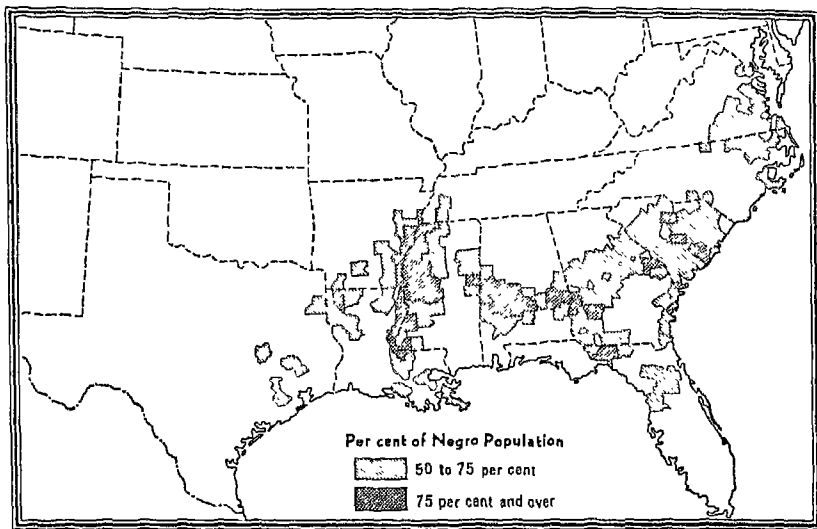 Per cent of Negro Population
50 to 75 per cent
75 per cent and over